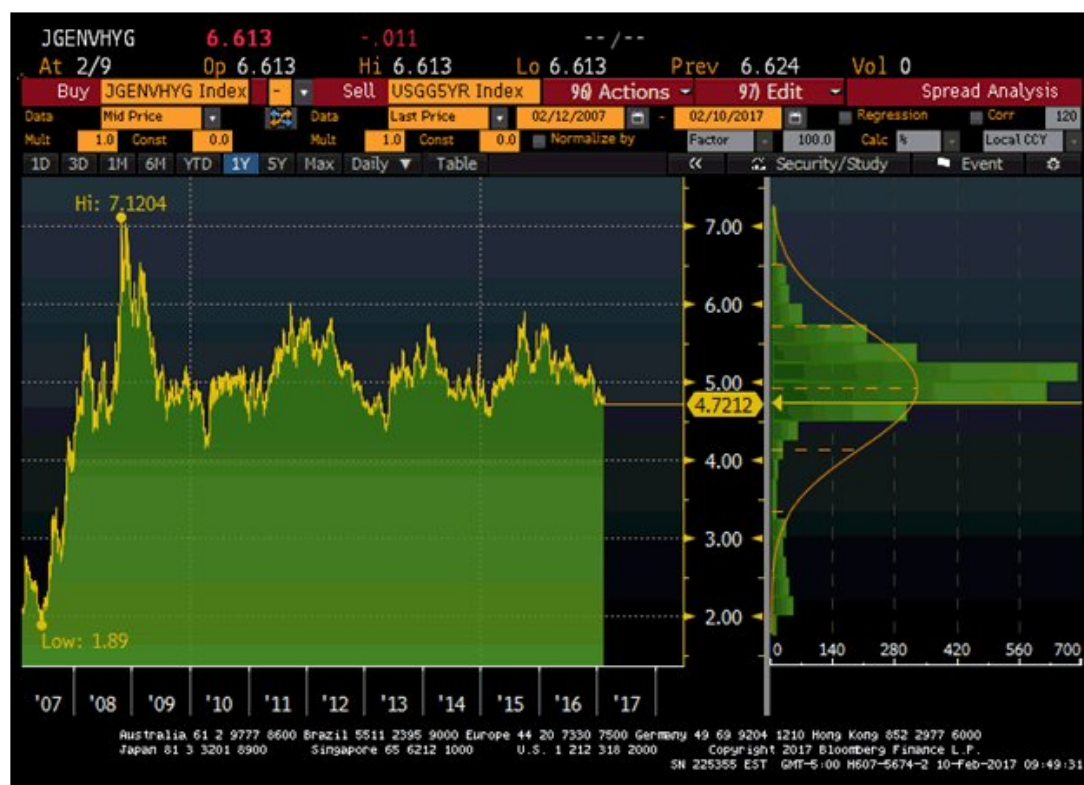 JGENVHYG 6.613 -.011 --/--
At 2/9 Op 6.613 Hi 6.613 Lo 6.613 Prev 6.624 Vol 0
Buy JGENVHYG Index - Sell USGG5YR Index 96) Actions 97) Edit Spread Analysis
Data Mid Price Data Last Price 02/12/2007 - 02/10/2017 Regression Corr 120
Mult 1.0 Const 0.0 Mult 1.0 Const 0.0 Normalize by Factor 100.0 Calc % Local CCY
1D 3D 1M 6M YTD 1Y 5Y Max Daily ▼ Table « Security/Study Event
Hi: 7.1204
7.00
6.00
5.00
4.7212
4.00
3.00
2.00
Low: 1.89
0 140 280 420 560 700
'07 '08 '09 '10 '11 '12 '13 '14 '15 '16 '17
Australia 61 2 9777 8600 Brazil 5511 2395 9000 Europe 44 20 7330 7500 Germany 49 69 9204 1210 Hong Kong 852 2977 6000
Japan 81 3 3201 8900 Singapore 65 6212 1000 U.S. 1 212 318 2000 Copyright 2017 Bloomberg Finance L.P.
SN 225355 EST GMT-5:00 H607-5674-2 10-Feb-2017 09:49:31